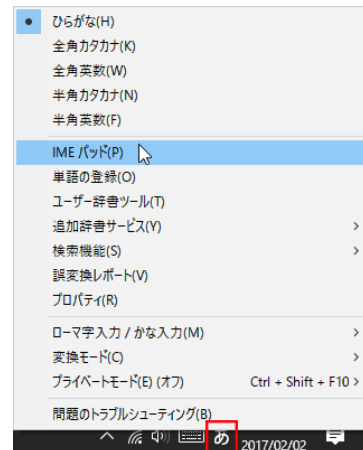 ひらがな(H)
全角カタカナ(K)
全角英数(W)
半角カタカナ(N)
半角英数(F)
IME パッド(P)
単語の登録(O)
ユーザー辞書ツール(T)
追加辞書サービス(Y)
検索機能(S)
誤変換レポート(V)
プロパティ(R)
ローマ字入力 / かな入力(M)
変換モード(C)
プライベートモード(E) (オフ) Ctrl + Shift + F10
問題のトラブルシューティング(B)
あ
2017/02/02